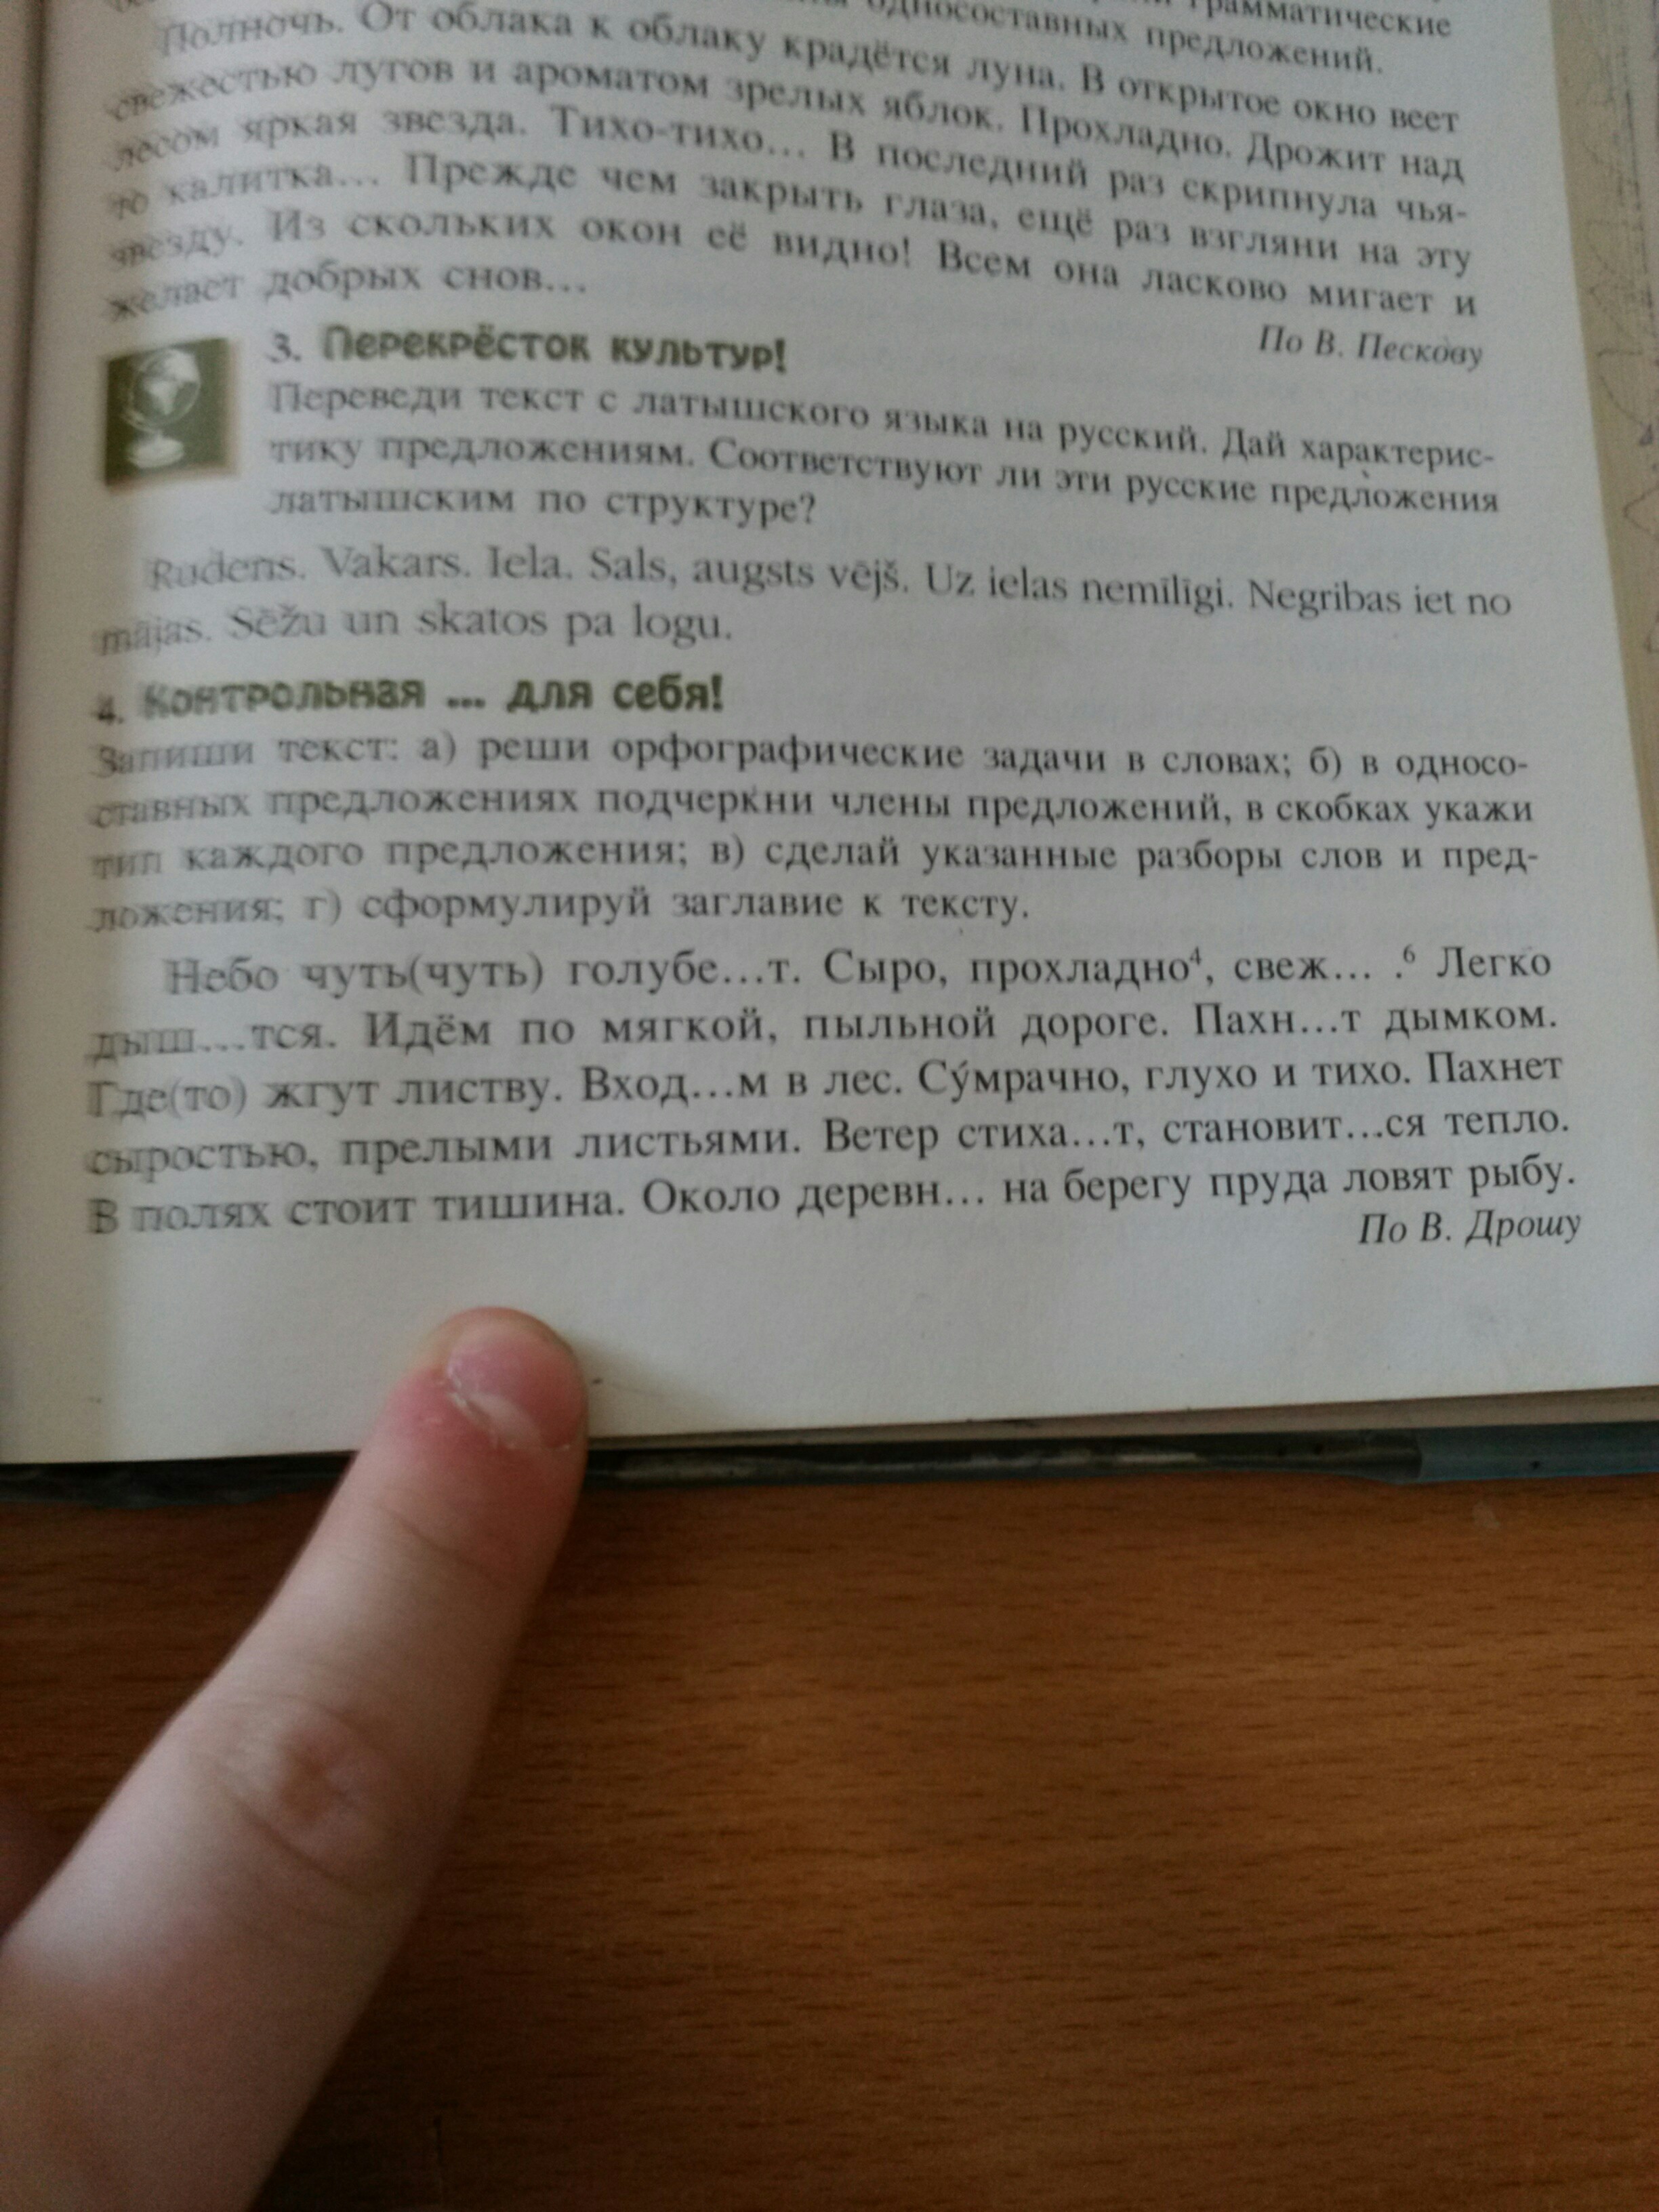 грамматические
односоставных предложений.
Полночь. От облака к облаку крадётся луна. В открытое окно веет
свежестью лугов и ароматом зрелых яблок. Прохладно. Дрожит над
лесом яркая звезда. Тихо-тихо... В последний раз скрипнула чья-
то калитка... Прежде чем закрыть глаза, ещё раз взгляни на эту
звезду. Из скольких окон её видно! Всем она ласково мигает и
желает добрых снов...
По В. Пескову
3. Перекрёсток культур!
Переведи текст с латышского языка на русский. Дай характерис-
тику предложениям. Соответствуют ли эти русские предложения
латышским по структуре?
Rudens. Vakars. Iela. Sals, augsts vējš. Uz ielas nemīlīgi. Negribas iet no
mājas. Sēžu un skatos pa logu.
4. Контрольная ... для себя!
Запиши текст: а) реши орфографические задачи в словах; б) в односо-
ставных предложениях подчеркни члены предложений, в скобках укажи
тип каждого предложения; в) сделай указанные разборы слов и пред-
ложения; г) сформулируй заглавие к тексту.
Небо чуть(чуть) голубе...т. Сыро, прохладно⁴, свеж... .⁶ Легко
дыш...тся. Идём по мягкой, пыльной дороге. Пахн...т дымком.
Где(то) жгут листву. Вход...м в лес. Су́мрачно, глухо и тихо. Пахнет
сыростью, прелыми листьями. Ветер стиха...т, становит...ся тепло.
В полях стоит тишина. Около деревн... на берегу пруда ловят рыбу.
По В. Дрошу